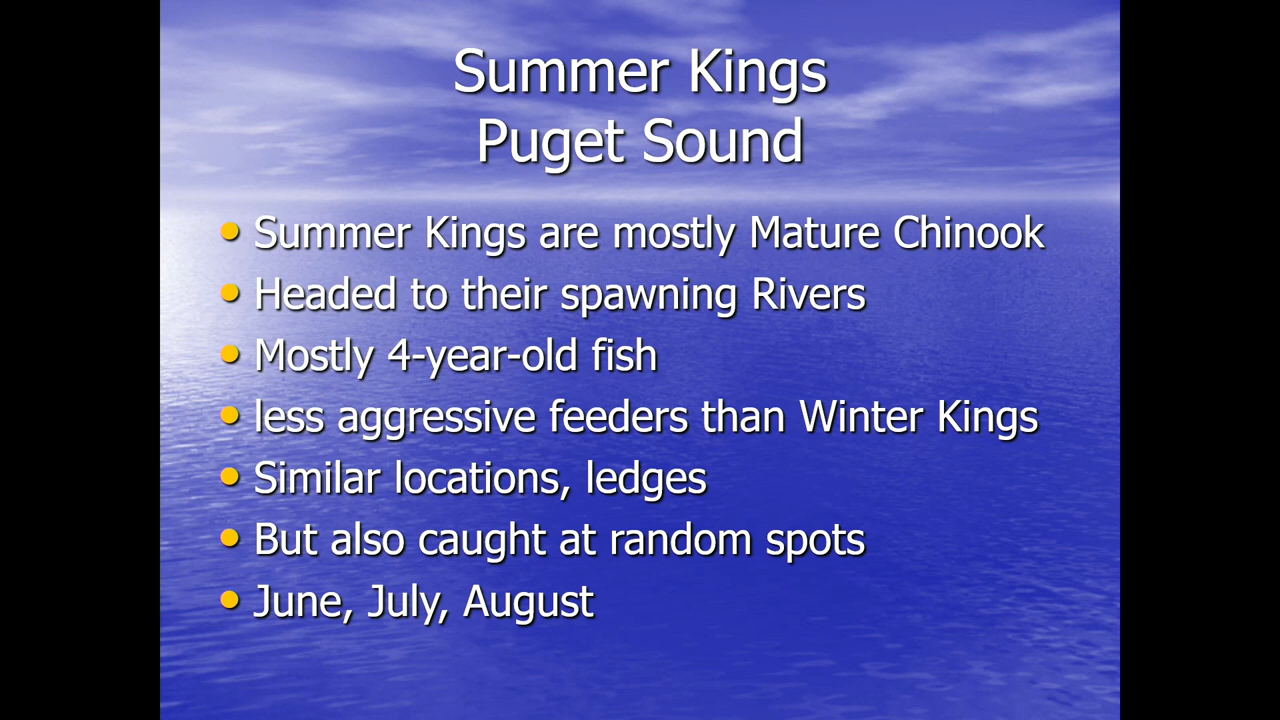 Summer Kings
Puget Sound
• Summer Kings are mostly Mature Chinook
• Headed to their spawning Rivers
• Mostly 4-year-old fish
• less aggressive feeders than Winter Kings
• Similar locations, ledges
• But also caught at random spots
• June, July, August